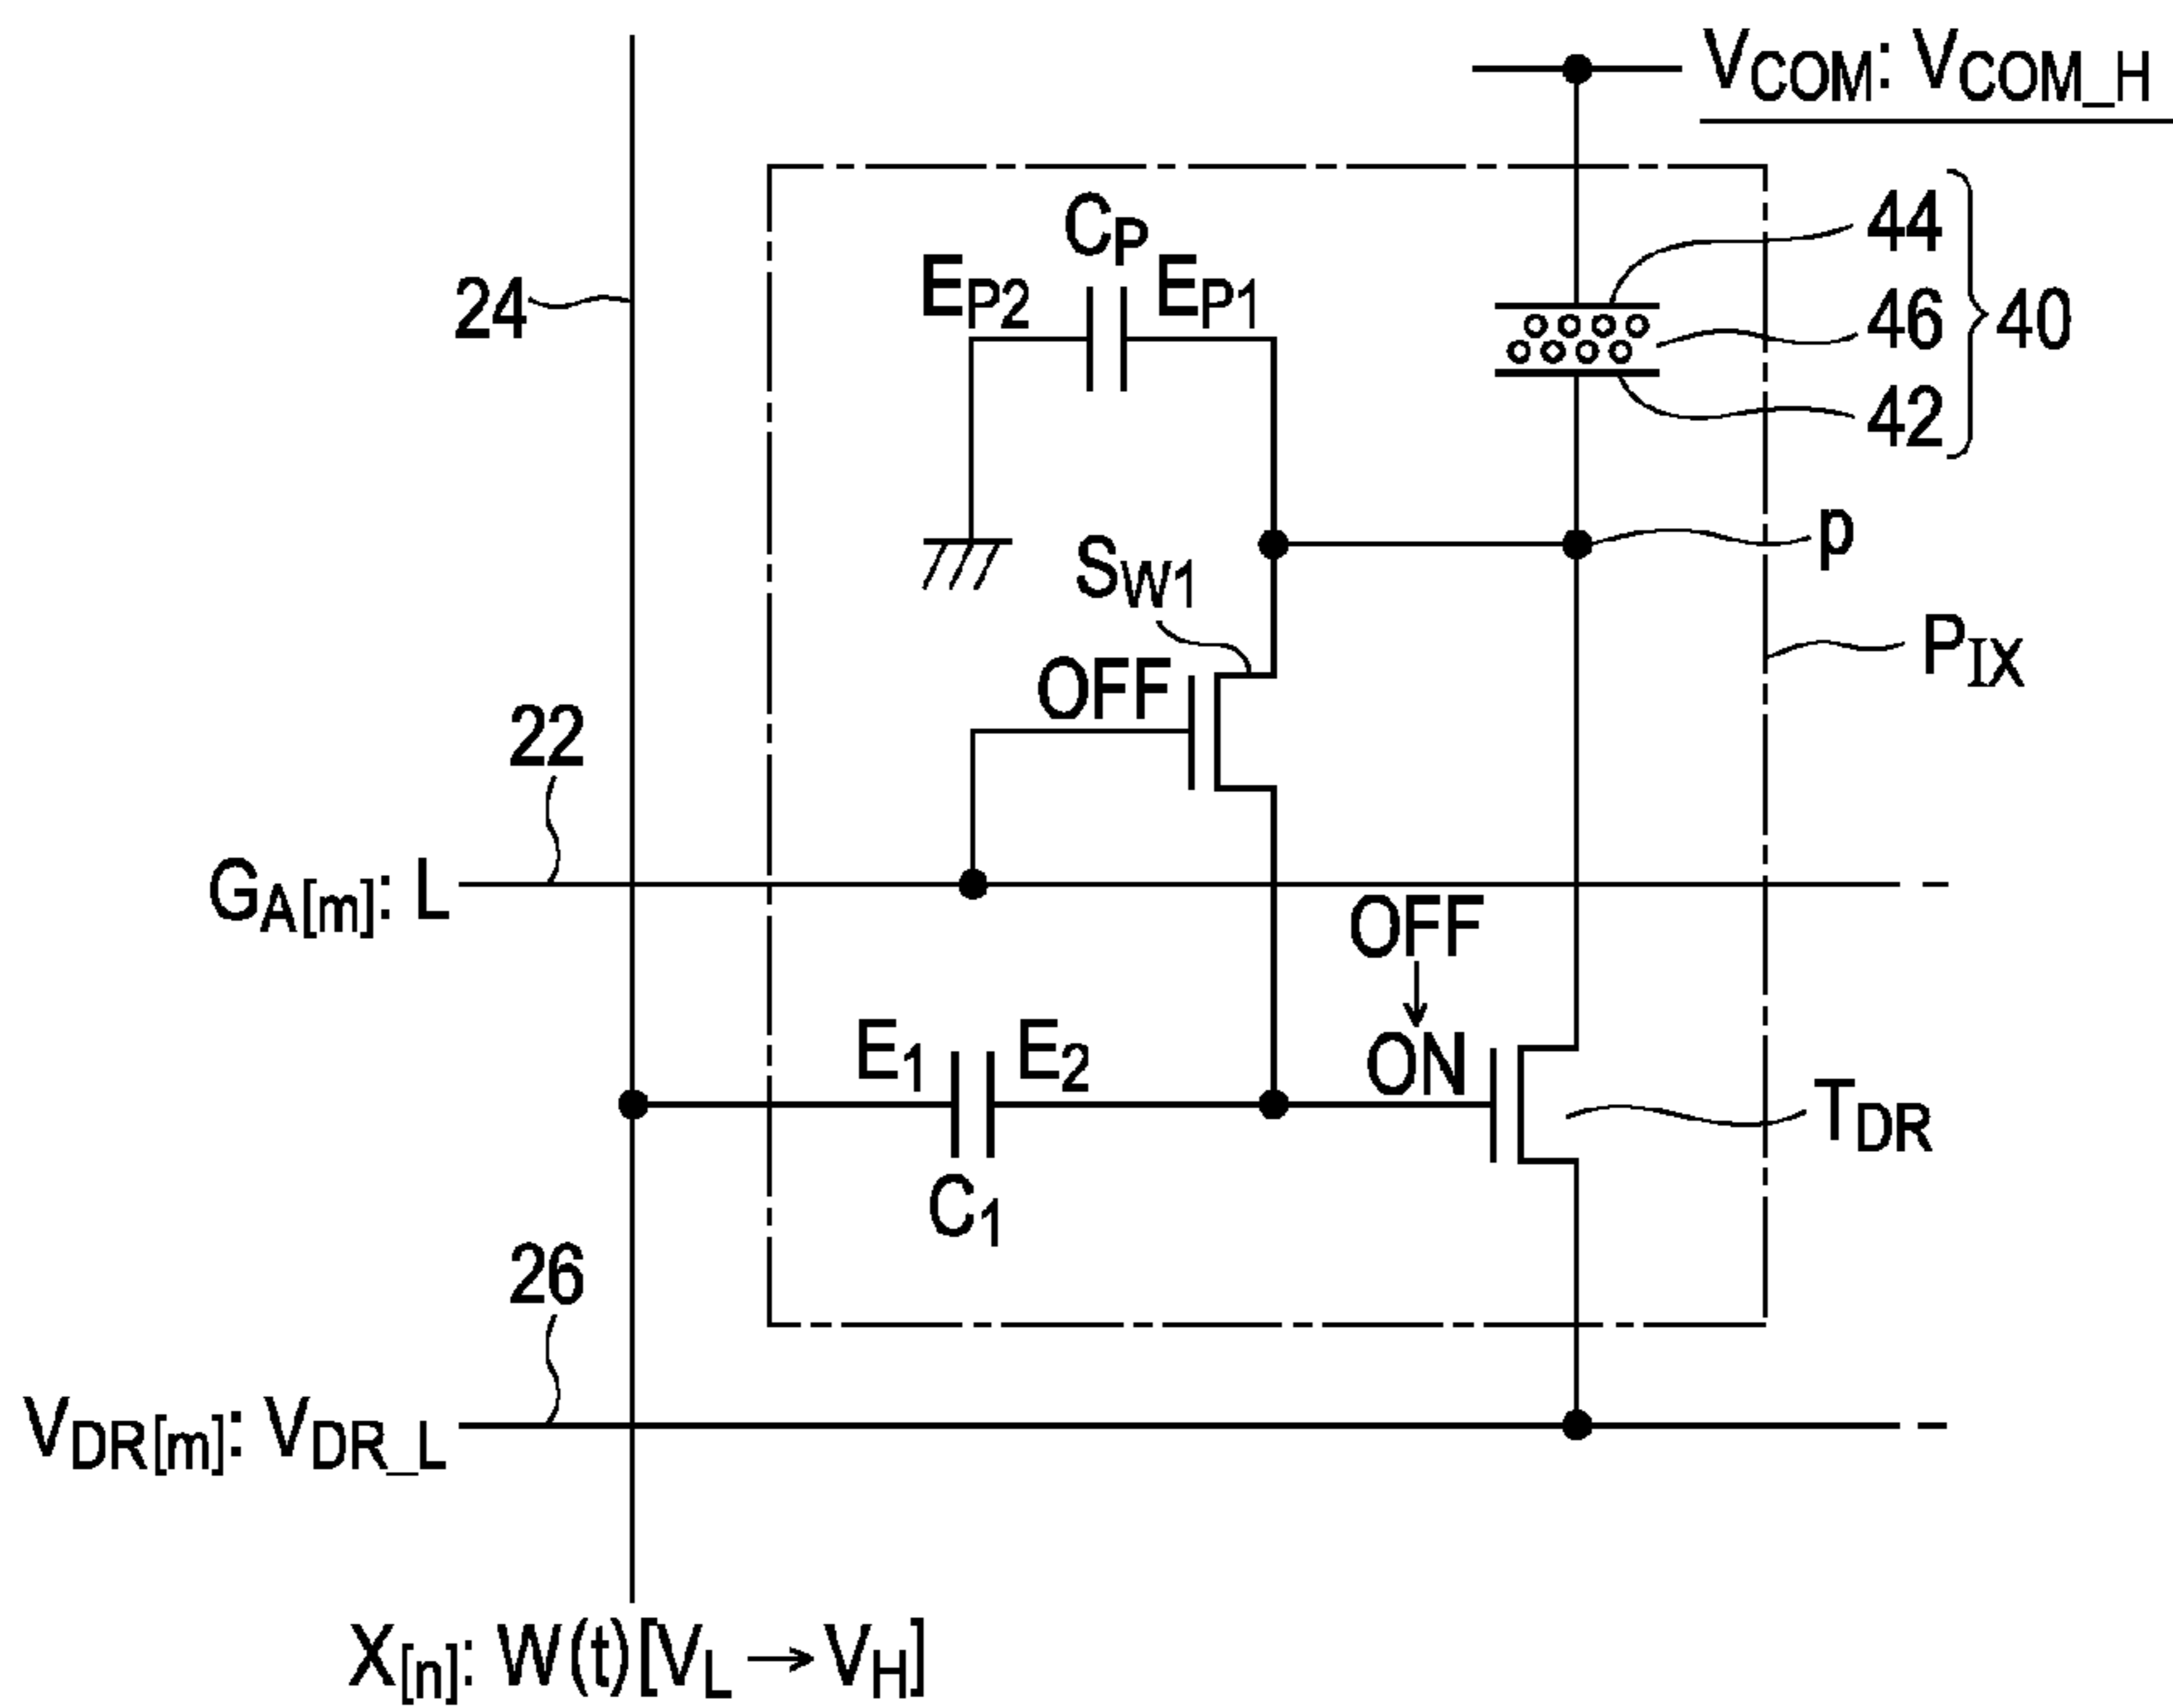 VCOM: VCOM_H
CP
EP2
EP1
44
46
40
42
24
p
SW1
OFF
PIX
22
GA[m]: L
OFF
ON
E1
E2
TDR
C1
26
VDR[m]: VDR_L
X[n]: W(t)[VL → VH]